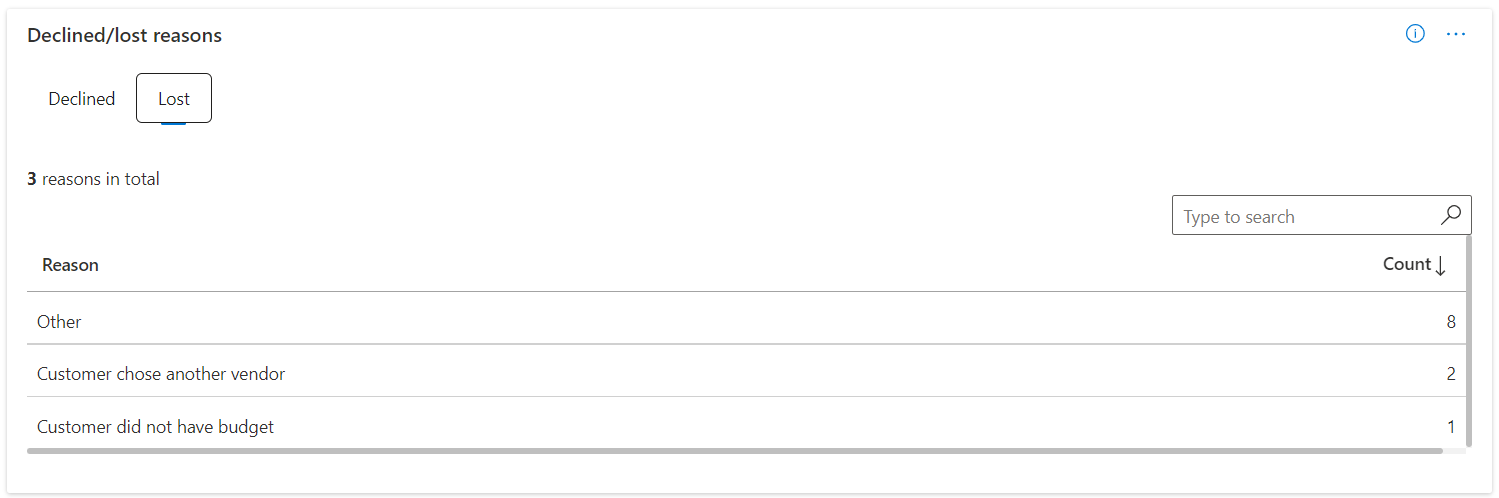 Declined/lost reasons
Declined Lost
3 reasons in total
Type to search
Reason Count
Other 8
Customer chose another vendor 2
Customer did not have budget 1